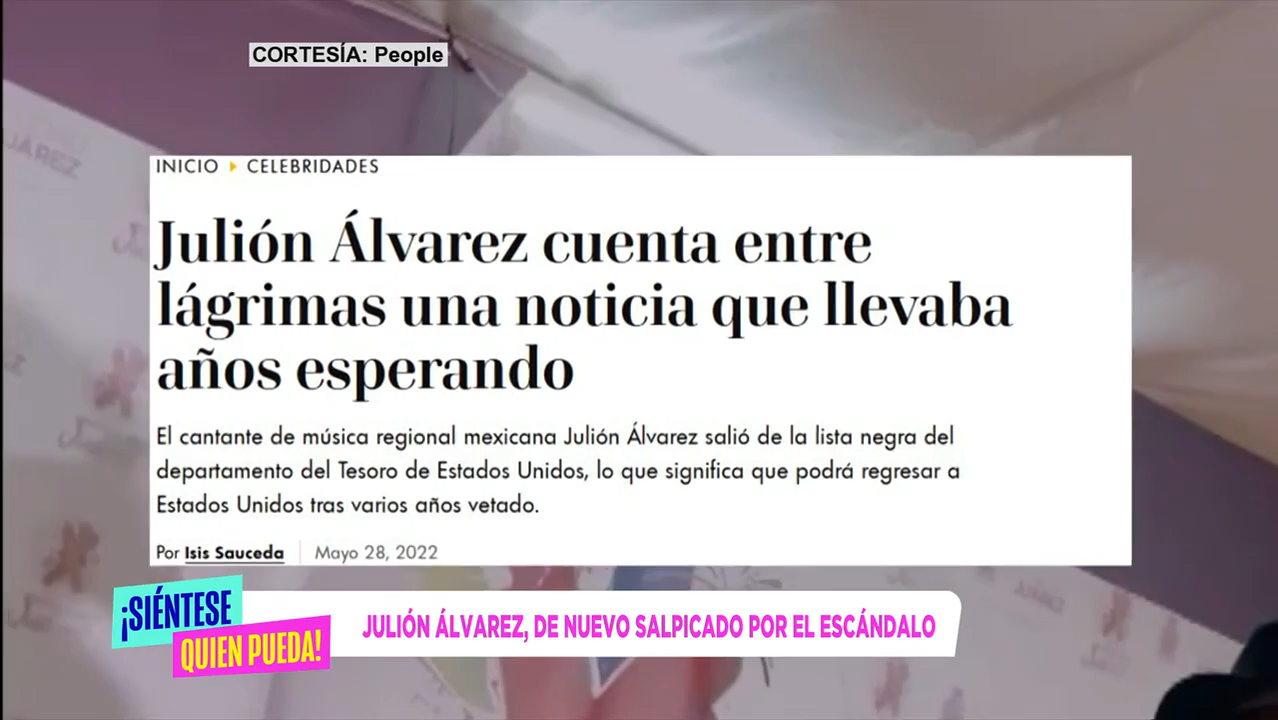 CORTESÍA: People
JUÁREZ
INICIO CELEBRIDADES
Julión Álvarez cuenta entre
lágrimas una noticia que llevaba
años esperando
El cantante de música regional mexicana Julión Álvarez salió de la lista negra del
departamento del Tesoro de Estados Unidos, lo que significa que podrá regresar a
Estados Unidos tras varios años vetado.
Por Isis Sauceda Mayo 28, 2022
¡SIÉNTESE
QUIEN PUEDA!
JULIÓN ÁLVAREZ, DE NUEVO SALPICADO POR EL ESCÁNDALO